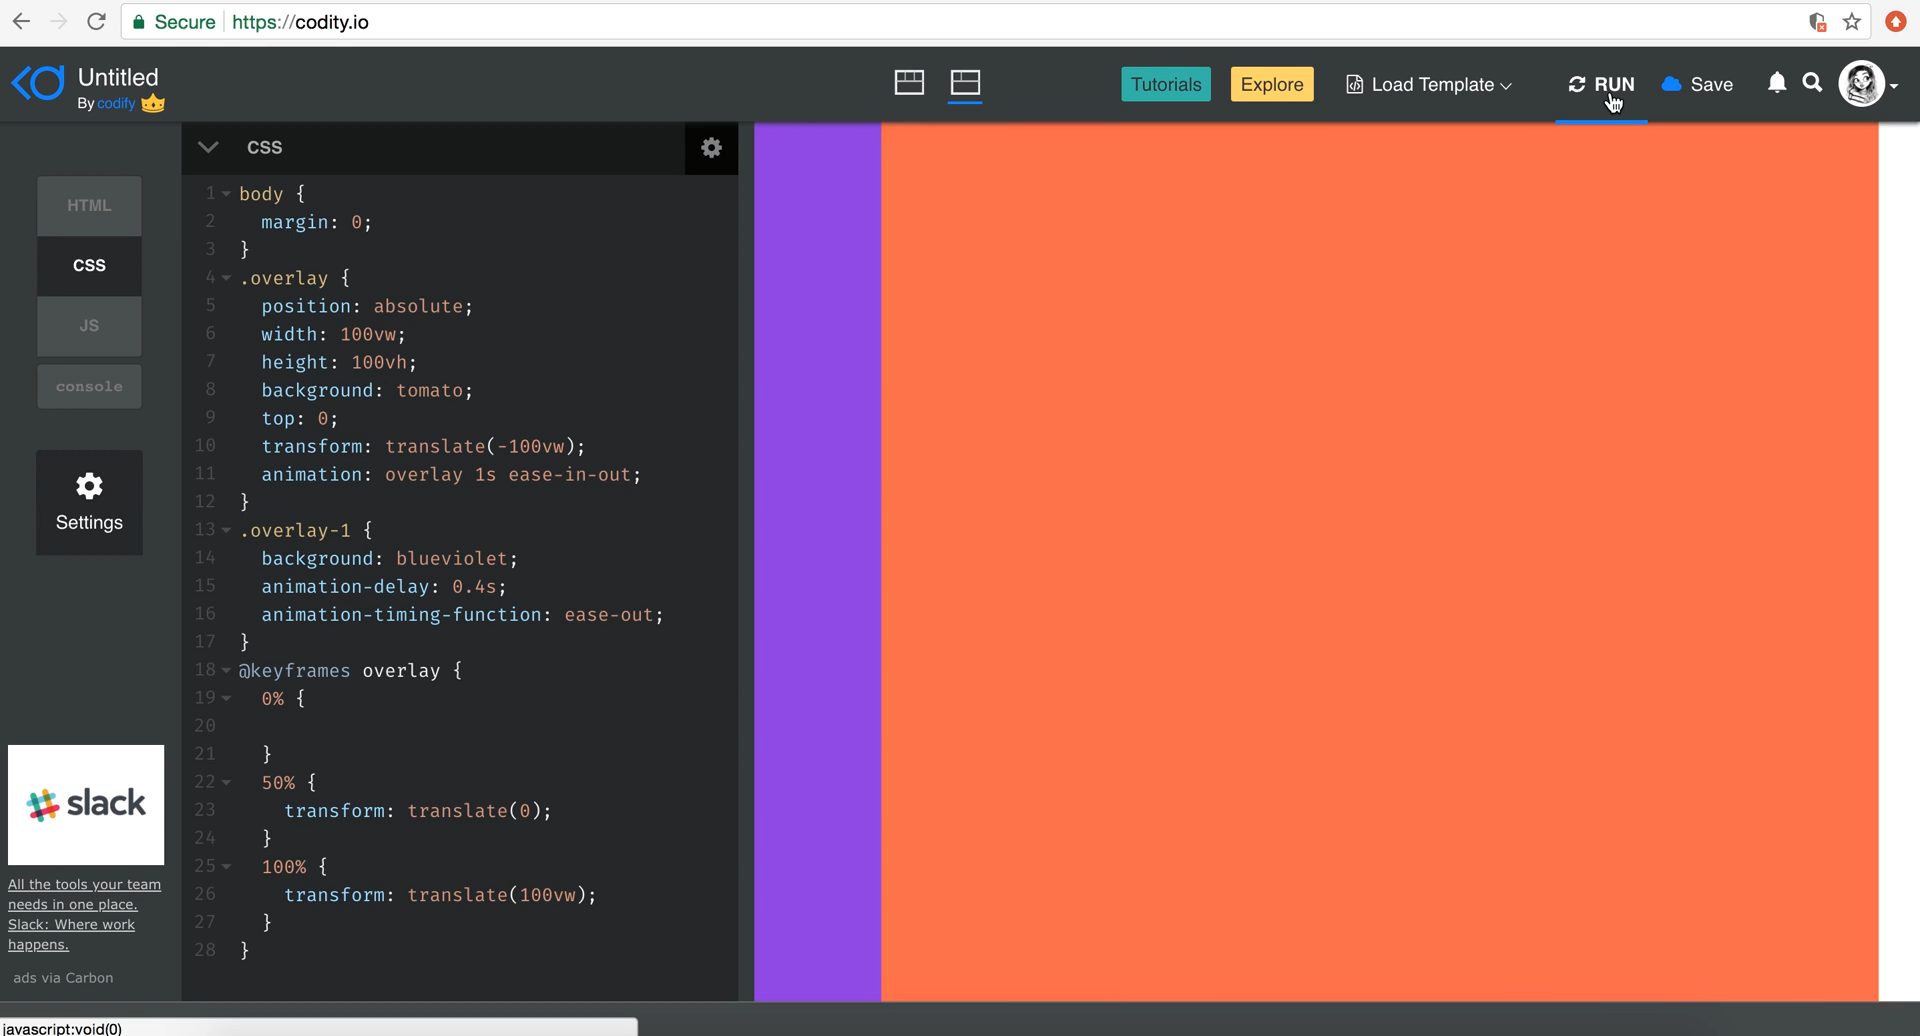 Secure https://codity.io
Untitled
By codify
Tutorials
Explore
Load Template
RUN
Save
HTML
CSS
JS
console
Settings
slack
All the tools your team
needs in one place.
Slack: Where work
happens.
ads via Carbon
CSS
1 body {
2 margin: 0;
3 }
4 .overlay {
5 position: absolute;
6 width: 100vw;
7 height: 100vh;
8 background: tomato;
9 top: 0;
10 transform: translate(-100vw);
11 animation: overlay 1s ease-in-out;
12 }
13 .overlay-1 {
14 background: blueviolet;
15 animation-delay: 0.4s;
16 animation-timing-function: ease-out;
17 }
18 @keyframes overlay {
19 0% {
20
21 }
22 50% {
23 transform: translate(0);
24 }
25 100% {
26 transform: translate(100vw);
27 }
28 }
javascript:void(0)